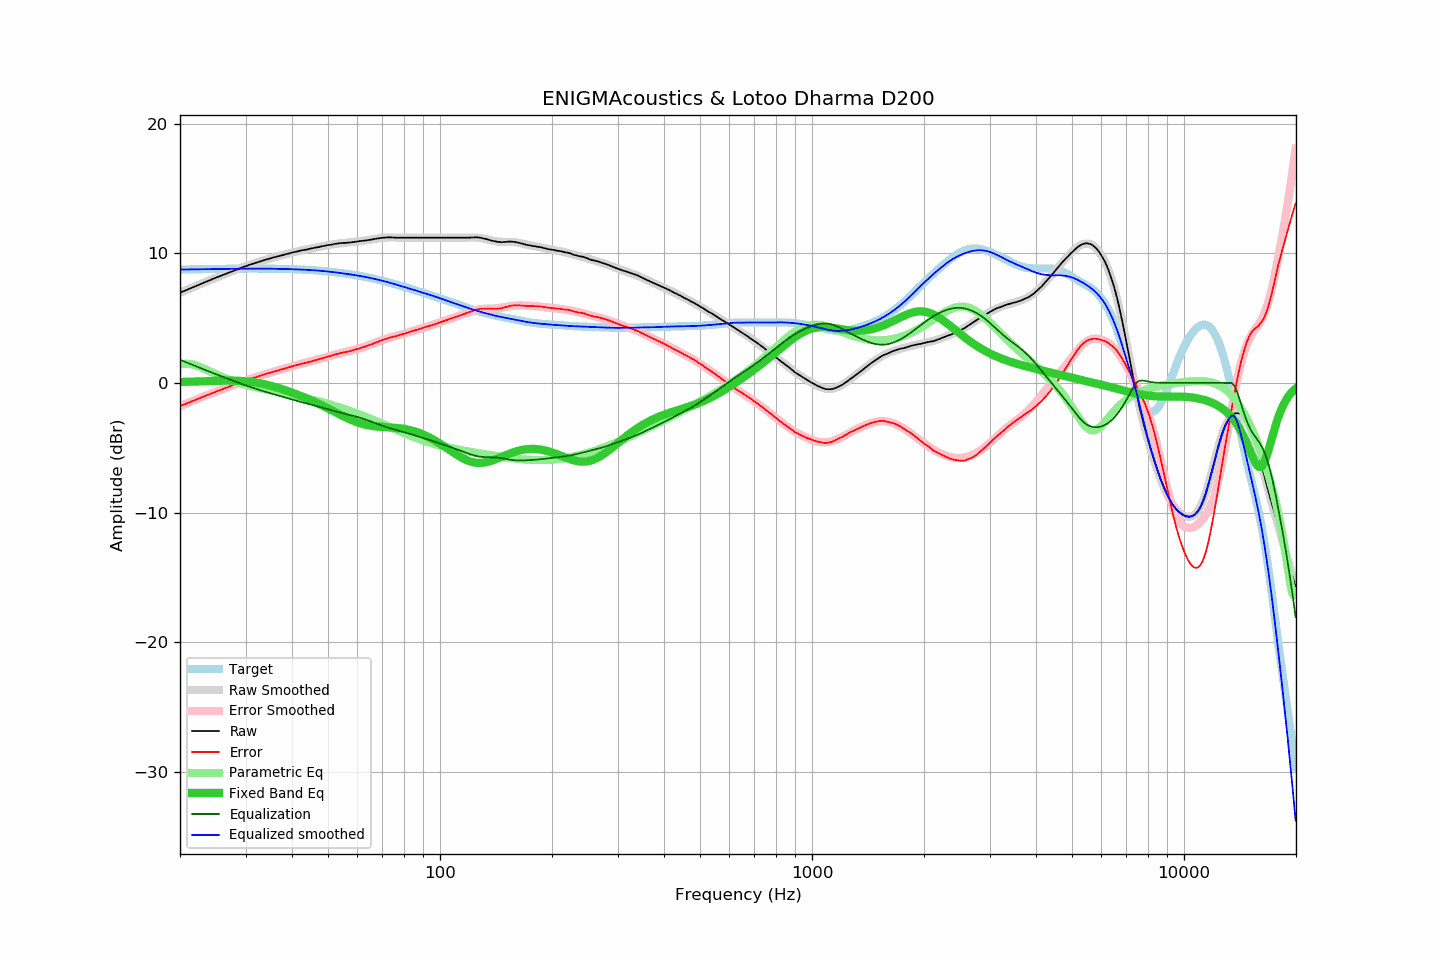 ENIGMAcoustics & Lotoo Dharma D200
20
10
0
−10
−20
−30
Amplitude (dBr)
Target
Raw Smoothed
Error Smoothed
Raw
Error
Parametric Eq
Fixed Band Eq
Equalization
Equalized smoothed
100
1000
10000
Frequency (Hz)